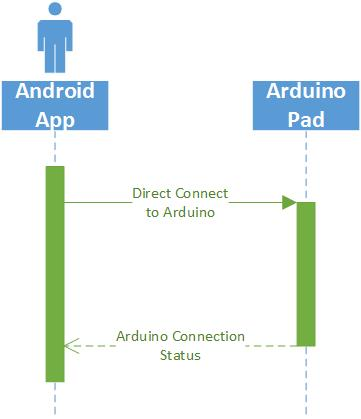 Android
App
Arduino
Pad
Direct Connect
to Arduino
Arduino Connection
Status